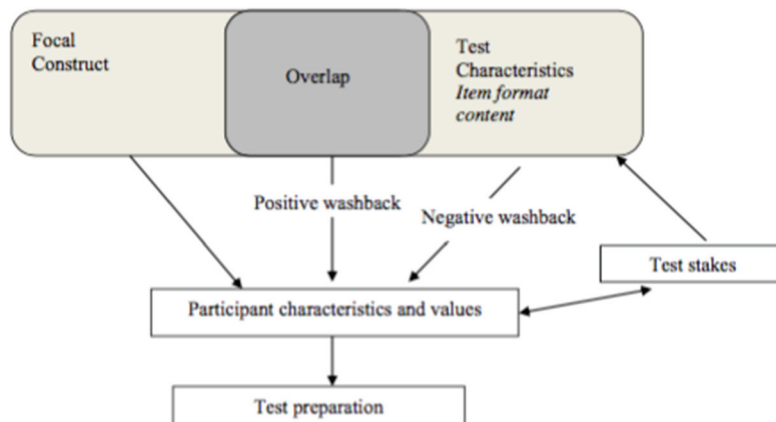 Focal
Construct
Overlap
Test
Characteristics
Item format
content
Positive washback
Negative washback
Test stakes
Participant characteristics and values
Test preparation